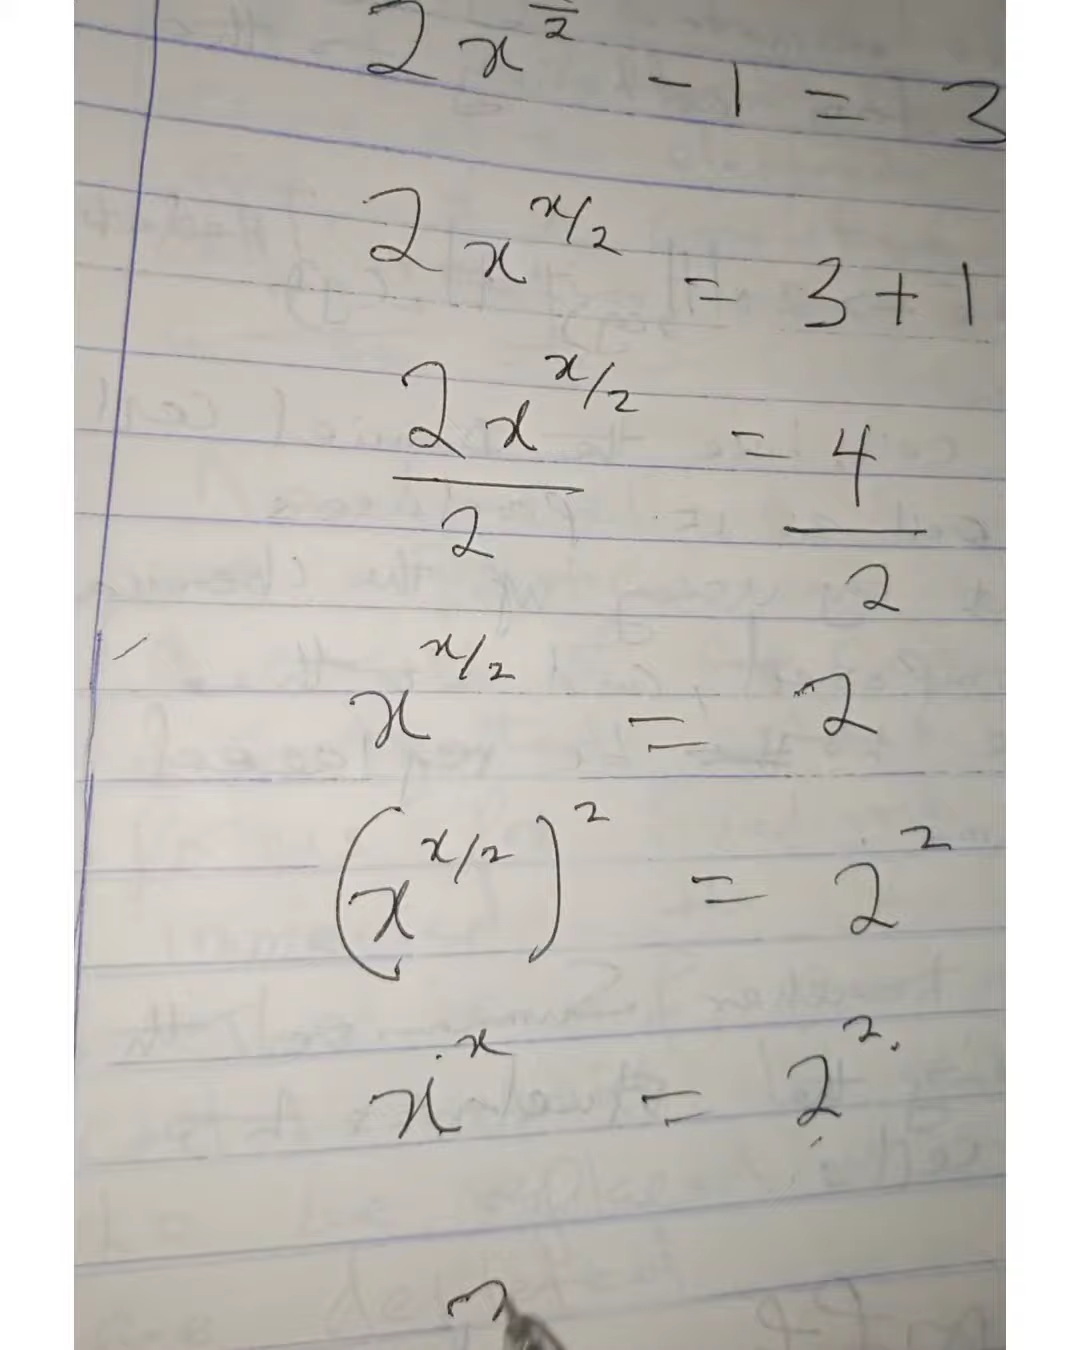 2x^{x/2} - 1 = 3
2x^{x/2} = 3 + 1
2x^{x/2}/2 = 4/2
x^{x/2} = 2
(x^{x/2})^2 = 2^2
x^x = 2^2.